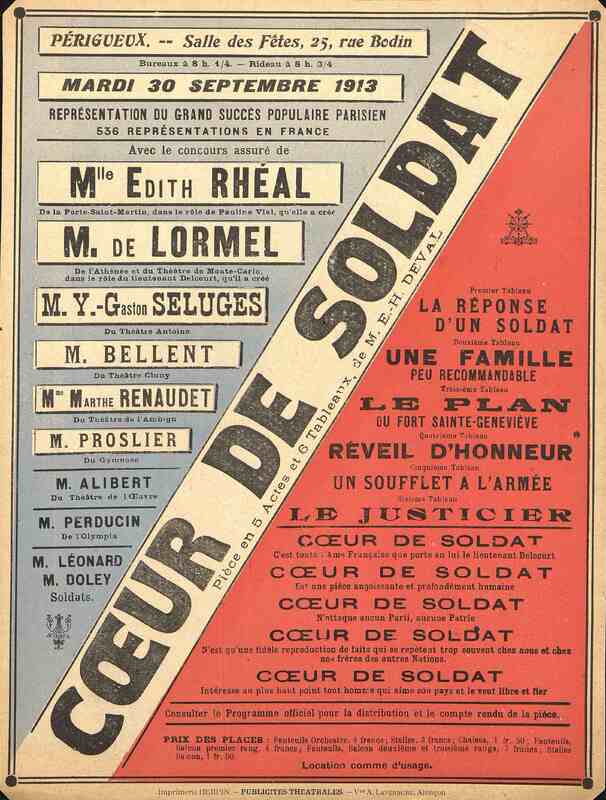 PÉRIGUEUX. -- Salle des Fêtes, 25, rue Bodin
Bureaux à 8 h. 1/4. — Rideau à 8 h. 3/4
MARDI 30 SEPTEMBRE 1913
REPRÉSENTATION DU GRAND SUCCÈS POPULAIRE PARISIEN
536 REPRÉSENTATIONS EN FRANCE
Avec le concours assuré de
Mlle EDITH RHÉAL
De la Porte-Saint-Martin, dans le rôle de Pauline Vial, qu'elle a créé
M. DE LORMEL
De l'Athénée et du Théâtre de Monte-Carlo,
dans le rôle du lieutenant Delcourt, qu'il a créé
M. Y.-Gaston SELUGES
Du Théâtre Antoine
M. BELLENT
Du Théâtre Cluny
Mme MARTHE RENAUDET
Du Théâtre de l'Ambigu
M. PROSLIER
Du Gymnase
M. ALIBERT
Du Théâtre de l'Œuvre
M. PERDUCIN
De l'Olympia
M. LÉONARD
M. DOLEY
Soldats.
CŒUR DE SOLDAT
Pièce en 5 Actes et 6 Tableaux, de M. E.-H. DEVAL
Premier Tableau
LA RÉPONSE
D'UN SOLDAT
Deuxième Tableau
UNE FAMILLE
PEU RECOMMANDABLE
Troisième Tableau
LE PLAN
DU FORT SAINTE-GENEVIÈVE
Quatrième Tableau
RÉVEIL D'HONNEUR
Cinquième Tableau
UN SOUFFLET A L'ARMÉE
Sixième Tableau
LE JUSTICIER
CŒUR DE SOLDAT
C'est toute l'Ame Française que porte en lui le lieutenant Delcourt
CŒUR DE SOLDAT
Est une pièce angoissante et profondément humaine
CŒUR DE SOLDAT
N'attaque aucun Parti, aucune Patrie
CŒUR DE SOLDAT
N'est qu'une fidèle reproduction de faits qui se repètent trop souvent chez nous et chez
nos frères des autres Nations.
CŒUR DE SOLDAT
Intéresse au plus haut point tout homme qui aime son pays et le veut libre et fier
Consulter le Programme officiel pour la distribution et le compte rendu de la pièce.
PRIX DES PLACES : Fauteuils Orchestre, 4 francs; Stalles, 3 francs; Chaises, 1 fr. 50; Fauteuils,
Balcon premier rang, 4 francs; Fauteuils, Balcon deuxième et troisième rangs, 3 francs; Stalles
Balcon, 1 fr. 50.
Location comme d'usage.
Imprimerie HERPIN — PUBLICITÉS THÉATRALES. — Vve A. LAVERDURE, Alençon